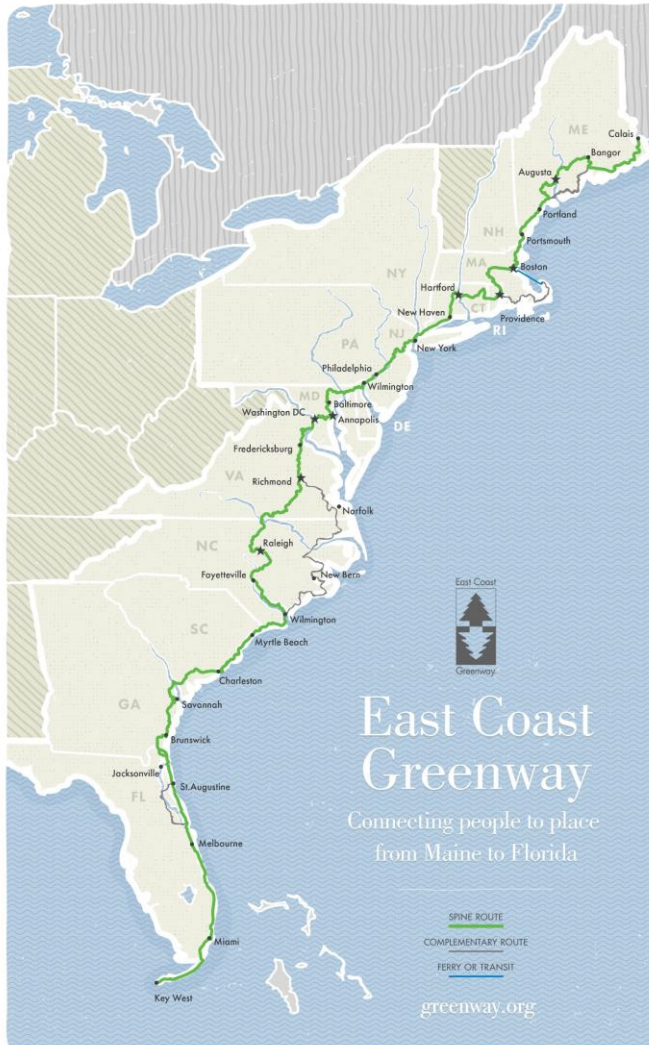 ME
Calais
Bangor
Augusta
Portland
NH
Portsmouth
MA
Boston
NY
Hartford
CT
Providence
RI
New Haven
PA
NJ
New York
Philadelphia
Wilmington
MD
Baltimore
Washington DC
Annapolis
DE
Fredericksburg
VA
Richmond
Norfolk
NC
Raleigh
Fayetteville
New Bern
Wilmington
SC
Myrtle Beach
Charleston
GA
Savannah
Brunswick
Jacksonville
FL
St.Augustine
Melbourne
Miami
Key West
East Coast
Greenway
East Coast
Greenway
Connecting people to place
from Maine to Florida
SPINE ROUTE
COMPLEMENTARY ROUTE
FERRY OR TRANSIT
greenway.org